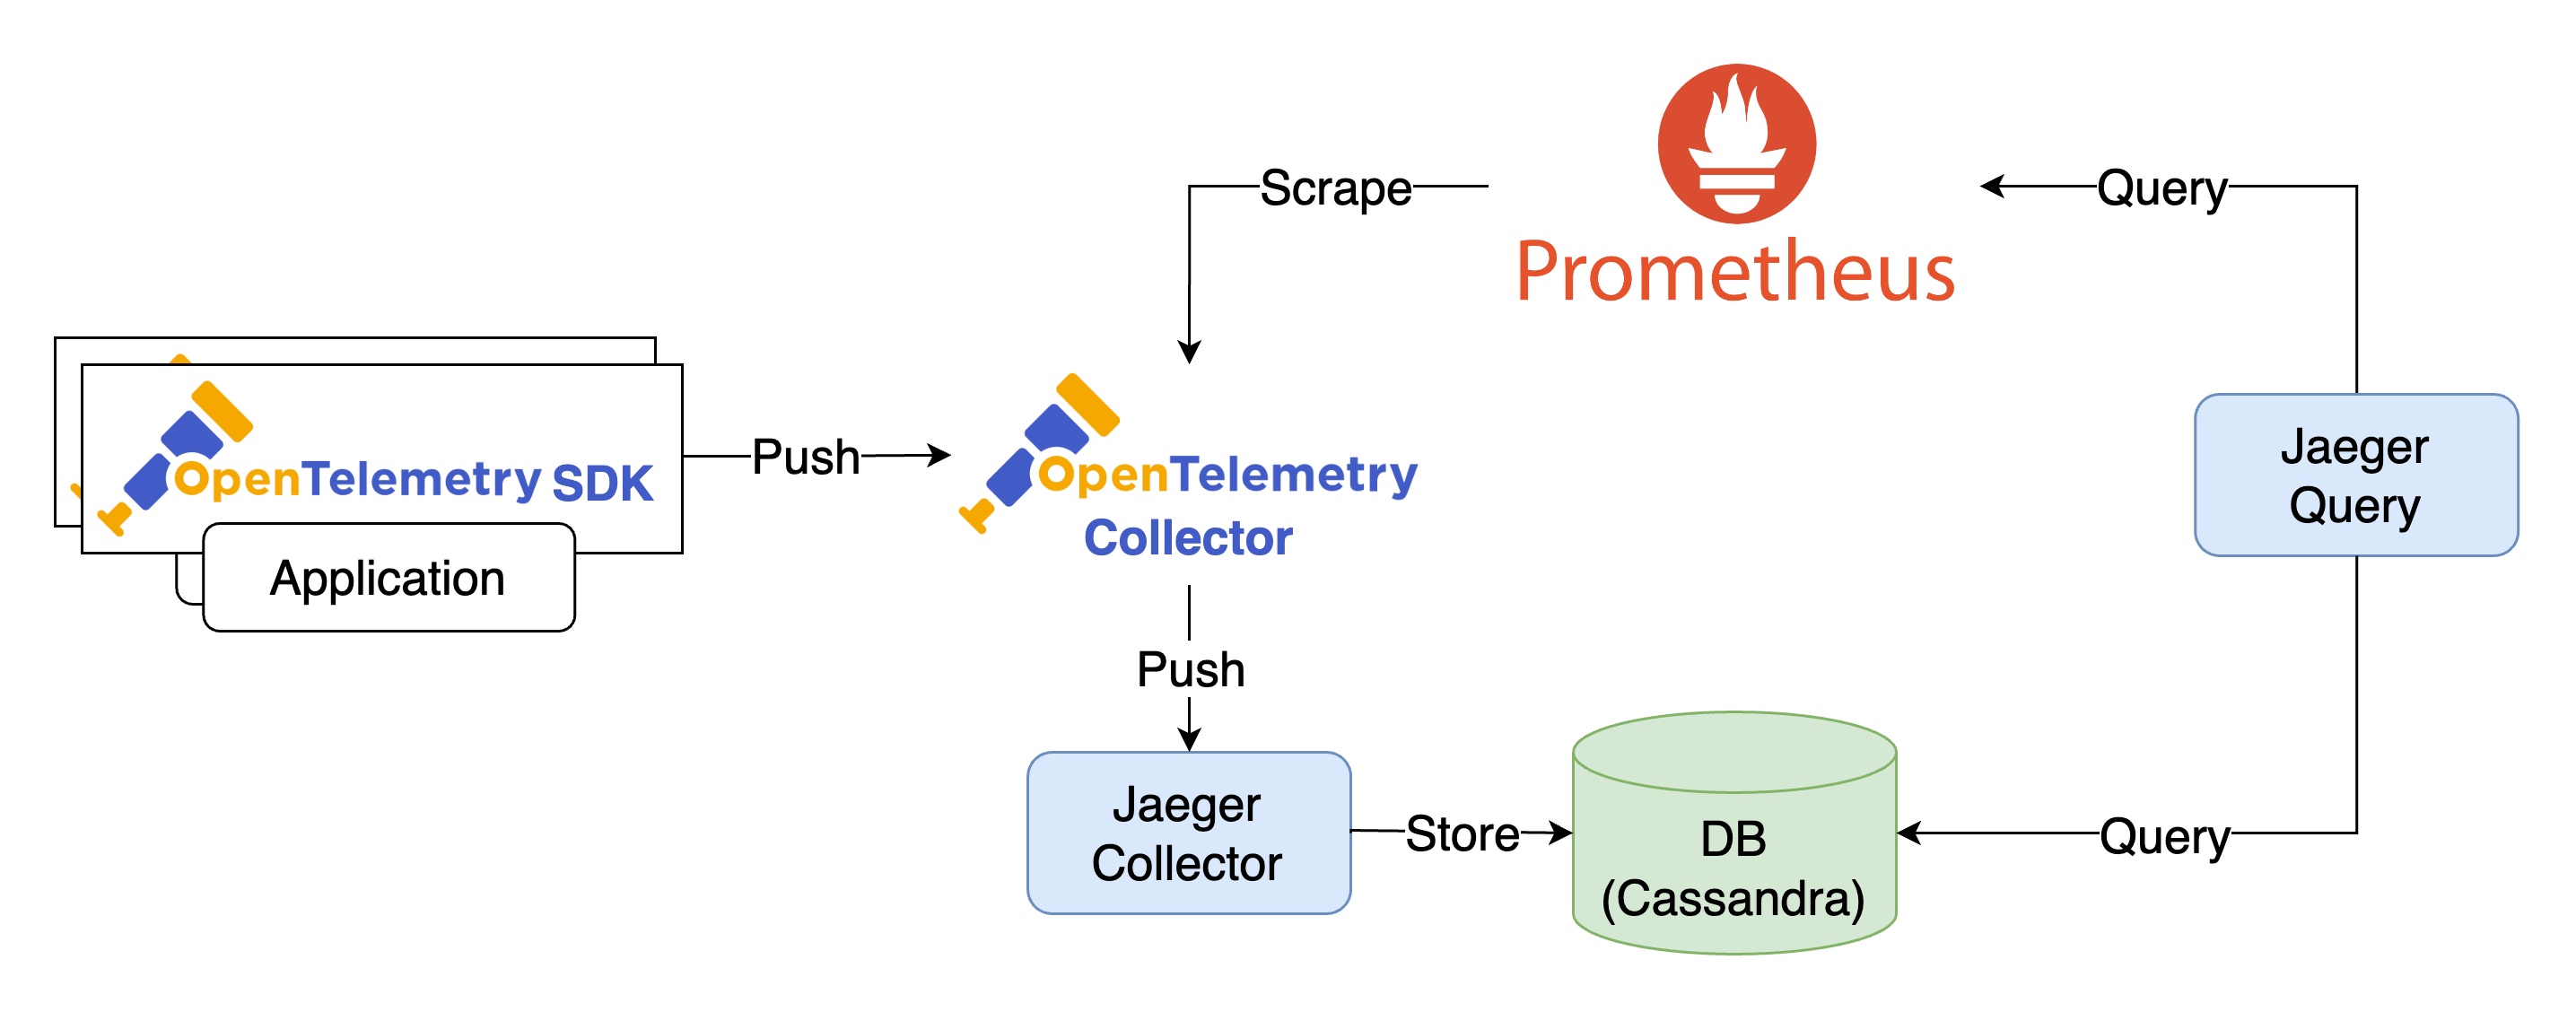 Scrape
Query
Prometheus
OpenTelemetry SDK
Application
Push
OpenTelemetry
Collector
Jaeger
Query
Push
Jaeger
Collector
Store
DB
(Cassandra)
Query